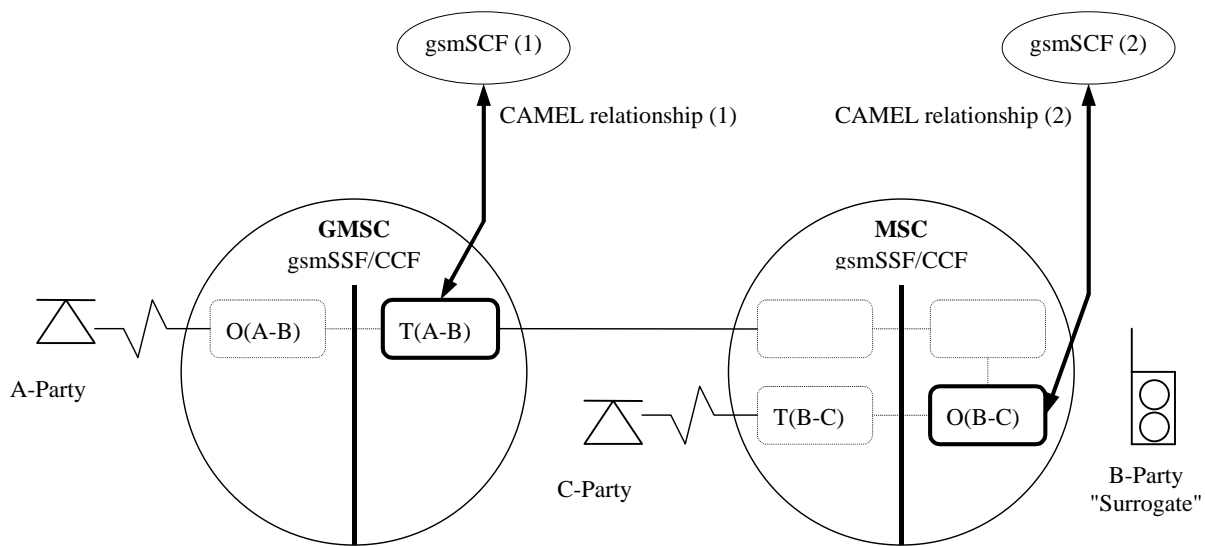 gsmSCF (1)
gsmSCF (2)
CAMEL relationship (1)
CAMEL relationship (2)
GMSC
gsmSSF/CCF
MSC
gsmSSF/CCF
O(A-B)
T(A-B)
A-Party
T(B-C)
O(B-C)
C-Party
B-Party
"Surrogate"